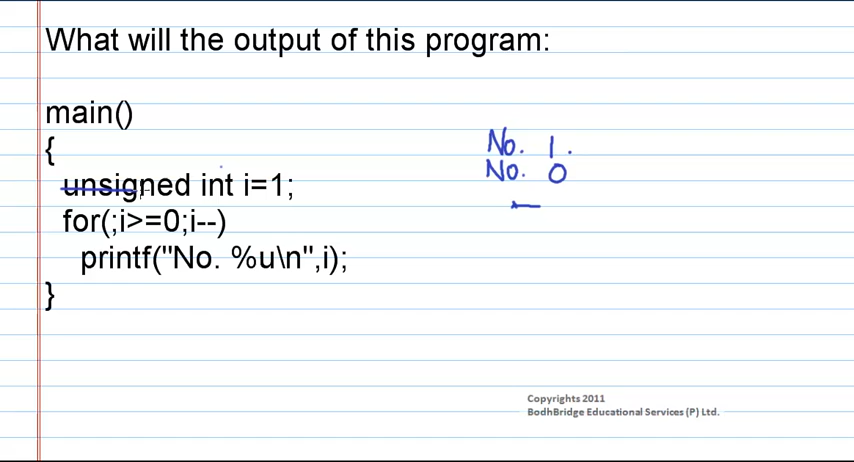 What will the output of this program:
main()
{
unsigned int i=1;
for(;i>=0;i--)
printf("No. %u\n",i);
}
No. 1.
No. 0
Copyrights 2011
BodhBridge Educational Services (P) Ltd.